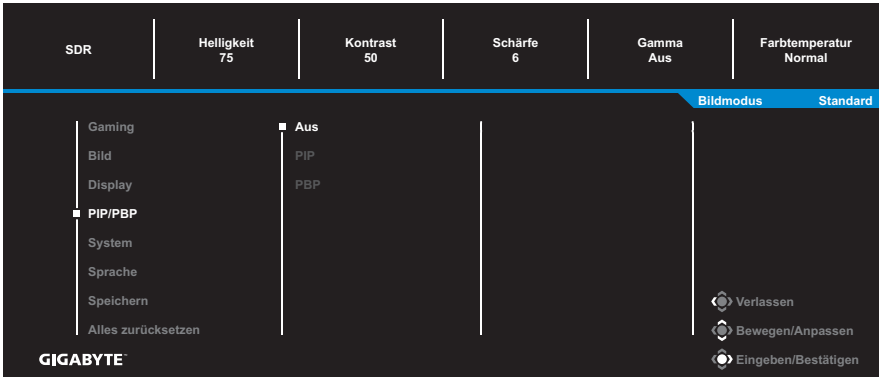 SDR
Helligkeit
75
Kontrast
50
Schärfe
6
Gamma
Aus
Farbtemperatur
Normal
Bildmodus Standard
Gaming
Bild
Display
PIP/PBP
System
Sprache
Speichern
Alles zurücksetzen
Aus
PIP
PBP
Verlassen
Bewegen/Anpassen
Eingeben/Bestätigen
GIGABYTE™